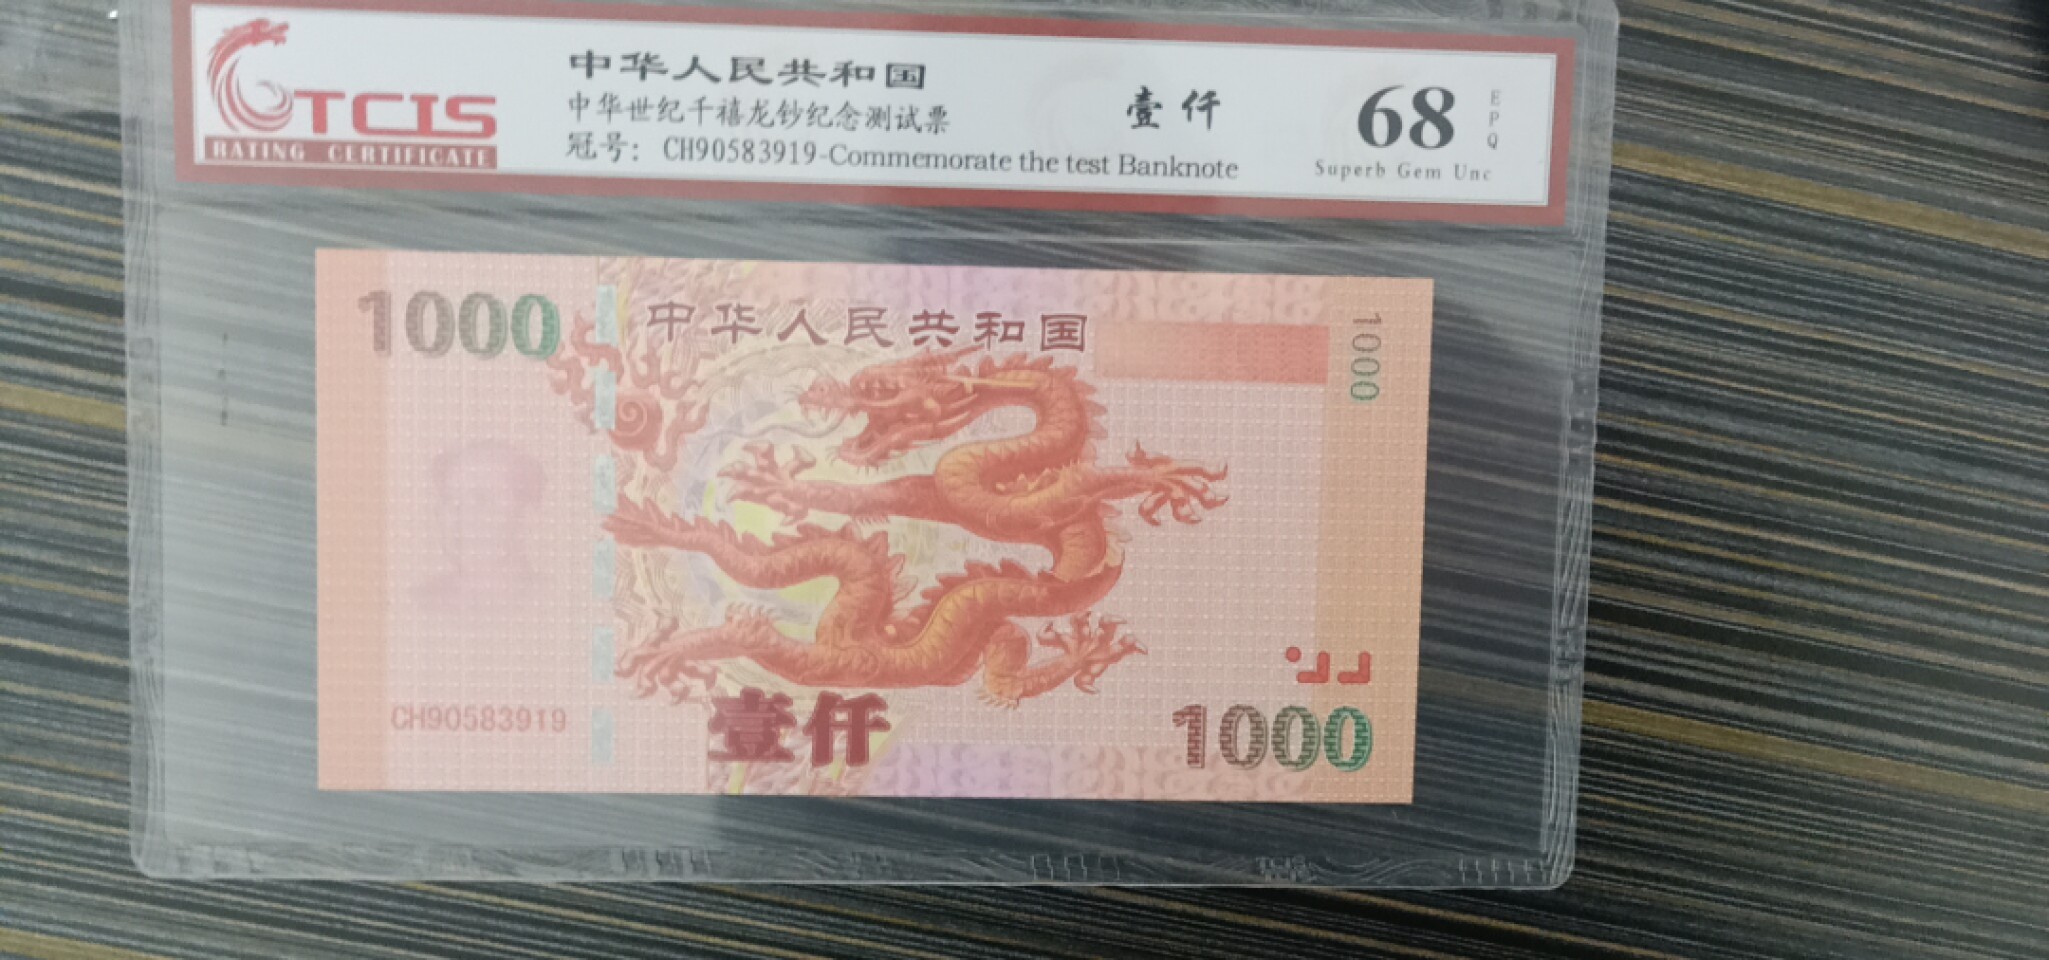 TCIS
RATING CERTIFICATE
中华人民共和国
中华世纪千禧龙钞纪念测试票
冠号：CH90583919-Commemorate the test Banknote
壹仟
68
EPQ
Superb Gem Unc
1000
中华人民共和国
1000
CH90583919
壹仟
1000